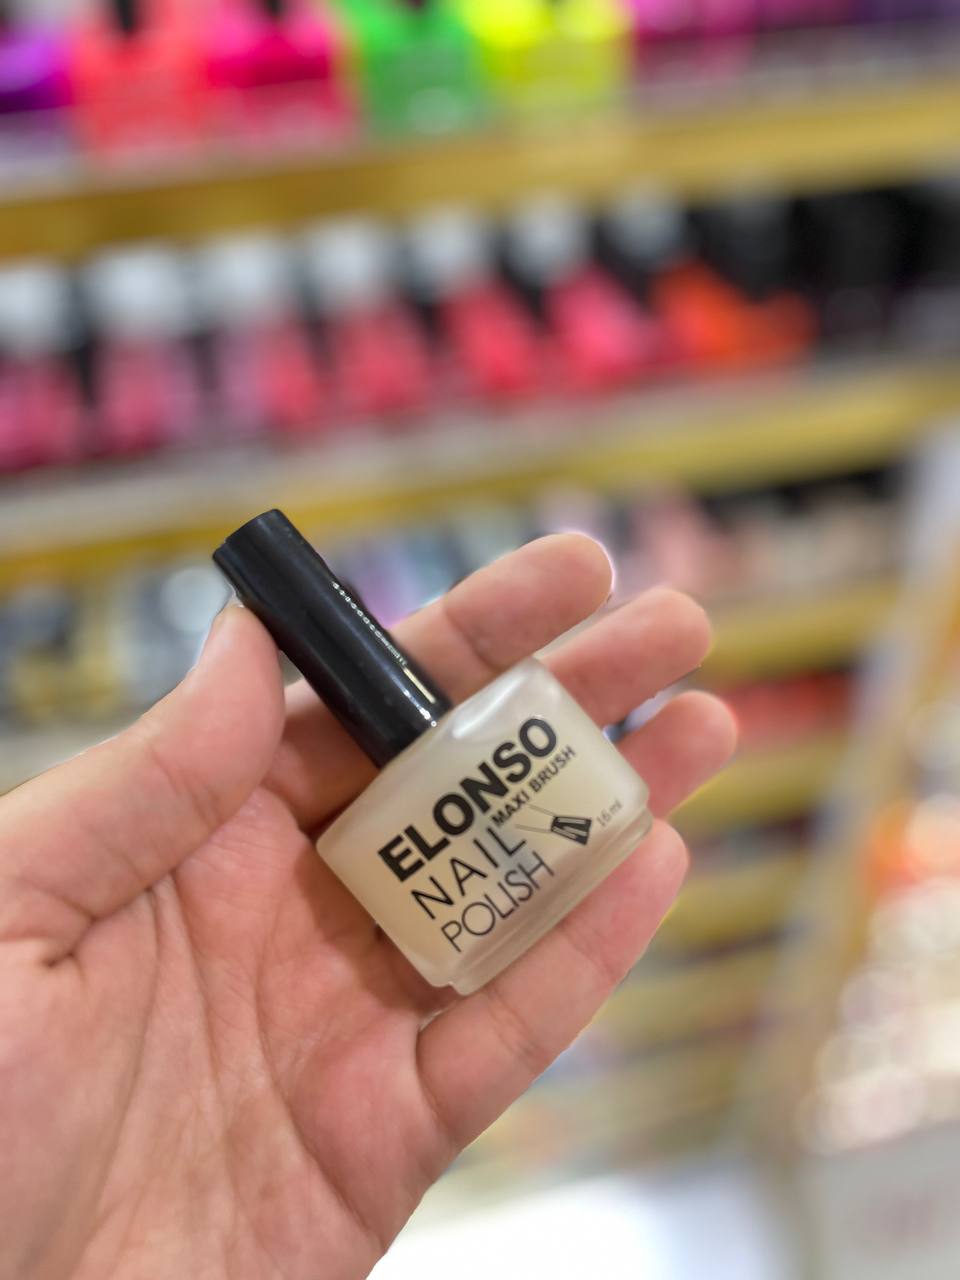 ELONSO
MAXI BRUSH
NAIL
POLISH
16 ml